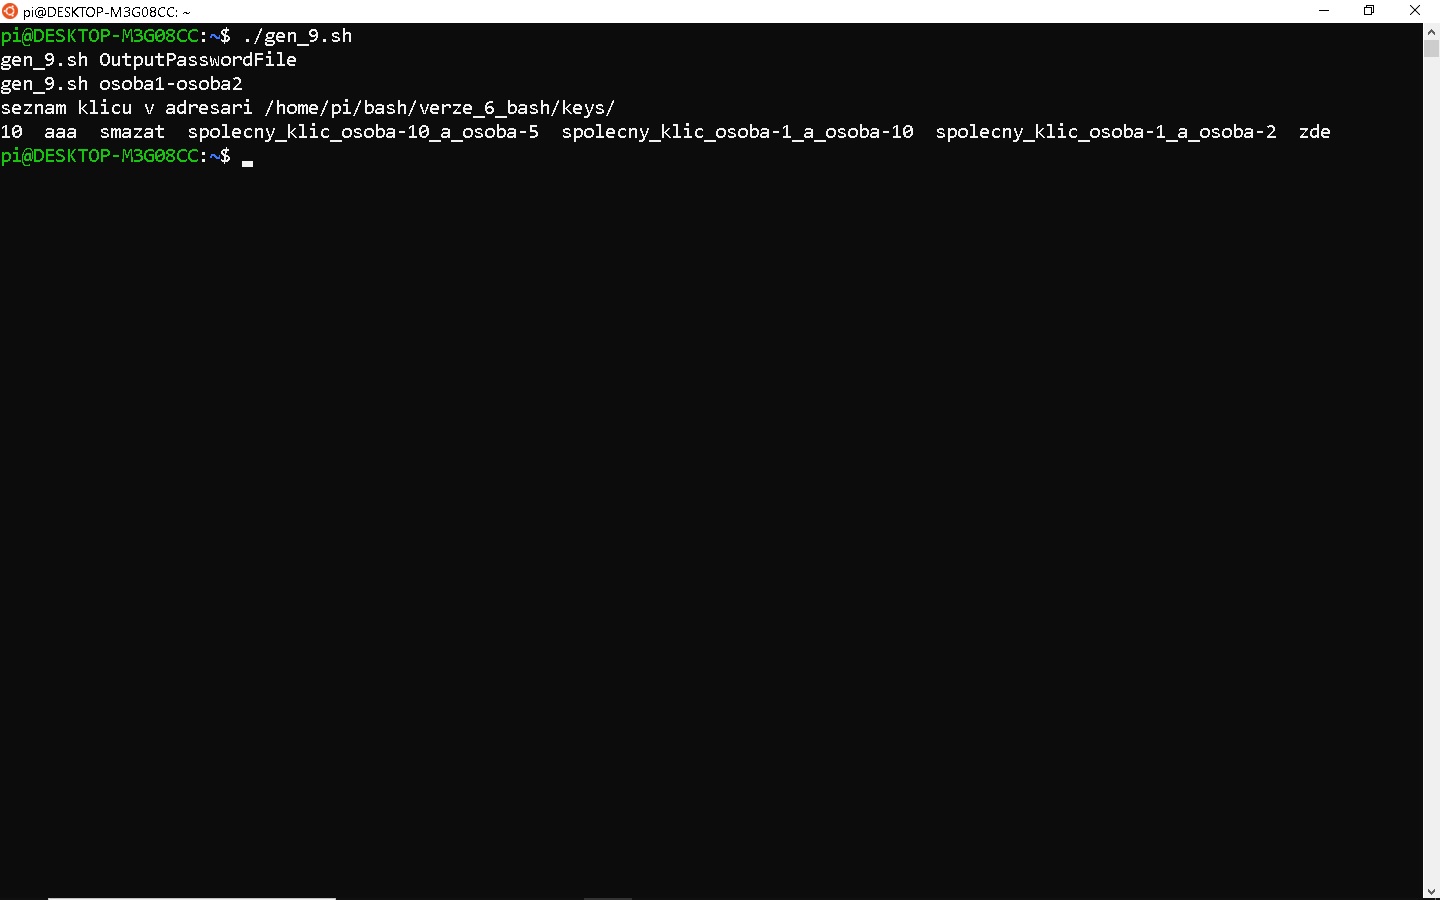 pi@DESKTOP-M3G08CC: ~
pi@DESKTOP-M3G08CC:~$ ./gen_9.sh
gen_9.sh OutputPasswordFile
gen_9.sh osoba1-osoba2
seznam klicu v adresari /home/pi/bash/verze_6_bash/keys/
10  aaa  smazat  spolecny_klic_osoba-10_a_osoba-5  spolecny_klic_osoba-1_a_osoba-10  spolecny_klic_osoba-1_a_osoba-2  zde
pi@DESKTOP-M3G08CC:~$